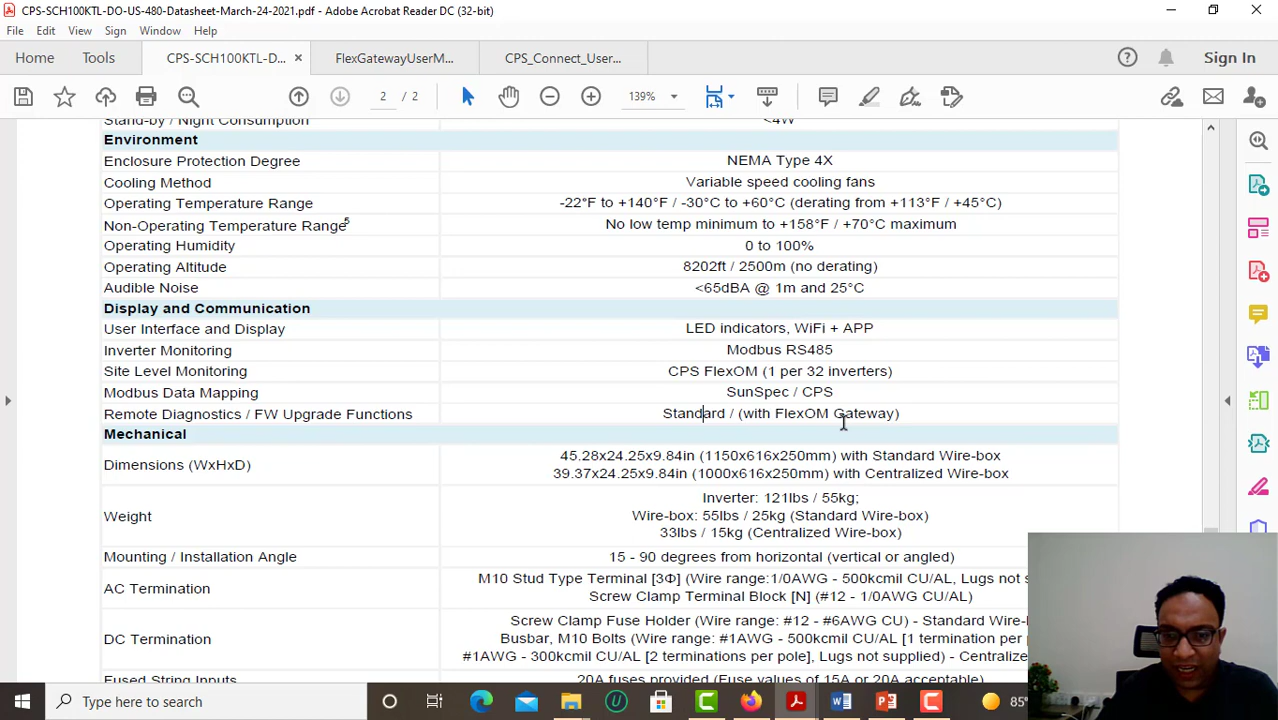 CPS-SCH100KTL-DO-US-480-Datasheet-March-24-2021.pdf - Adobe Acrobat Reader DC (32-bit)
File Edit View Sign Window Help
Home Tools CPS-SCH100KTL-D... × FlexGatewayUserM... CPS_Connect_User... Sign In
2 / 2 139%
Stand-by / Night Consumption <4W
Environment
Enclosure Protection Degree NEMA Type 4X
Cooling Method Variable speed cooling fans
Operating Temperature Range -22°F to +140°F / -30°C to +60°C (derating from +113°F / +45°C)
Non-Operating Temperature Range5 No low temp minimum to +158°F / +70°C maximum
Operating Humidity 0 to 100%
Operating Altitude 8202ft / 2500m (no derating)
Audible Noise <65dBA @ 1m and 25°C
Display and Communication
User Interface and Display LED indicators, WiFi + APP
Inverter Monitoring Modbus RS485
Site Level Monitoring CPS FlexOM (1 per 32 inverters)
Modbus Data Mapping SunSpec / CPS
Remote Diagnostics / FW Upgrade Functions Standard / (with FlexOM Gateway)
Mechanical
Dimensions (WxHxD) 45.28x24.25x9.84in (1150x616x250mm) with Standard Wire-box
39.37x24.25x9.84in (1000x616x250mm) with Centralized Wire-box
Weight Inverter: 121lbs / 55kg;
Wire-box: 55lbs / 25kg (Standard Wire-box)
33lbs / 15kg (Centralized Wire-box)
Mounting / Installation Angle 15 - 90 degrees from horizontal (vertical or angled)
AC Termination M10 Stud Type Terminal [3Φ] (Wire range:1/0AWG - 500kcmil CU/AL, Lugs not s
Screw Clamp Terminal Block [N] (#12 - 1/0AWG CU/AL)
DC Termination Screw Clamp Fuse Holder (Wire range: #12 - #6AWG CU) - Standard Wire-
Busbar, M10 Bolts (Wire range: #1AWG - 500kcmil CU/AL [1 termination per
#1AWG - 300kcmil CU/AL [2 terminations per pole], Lugs not supplied) - Centraliz
Fused String Inputs 20A fuses provided (Fuse values of 15A or 20A acceptable)
Type here to search 85°